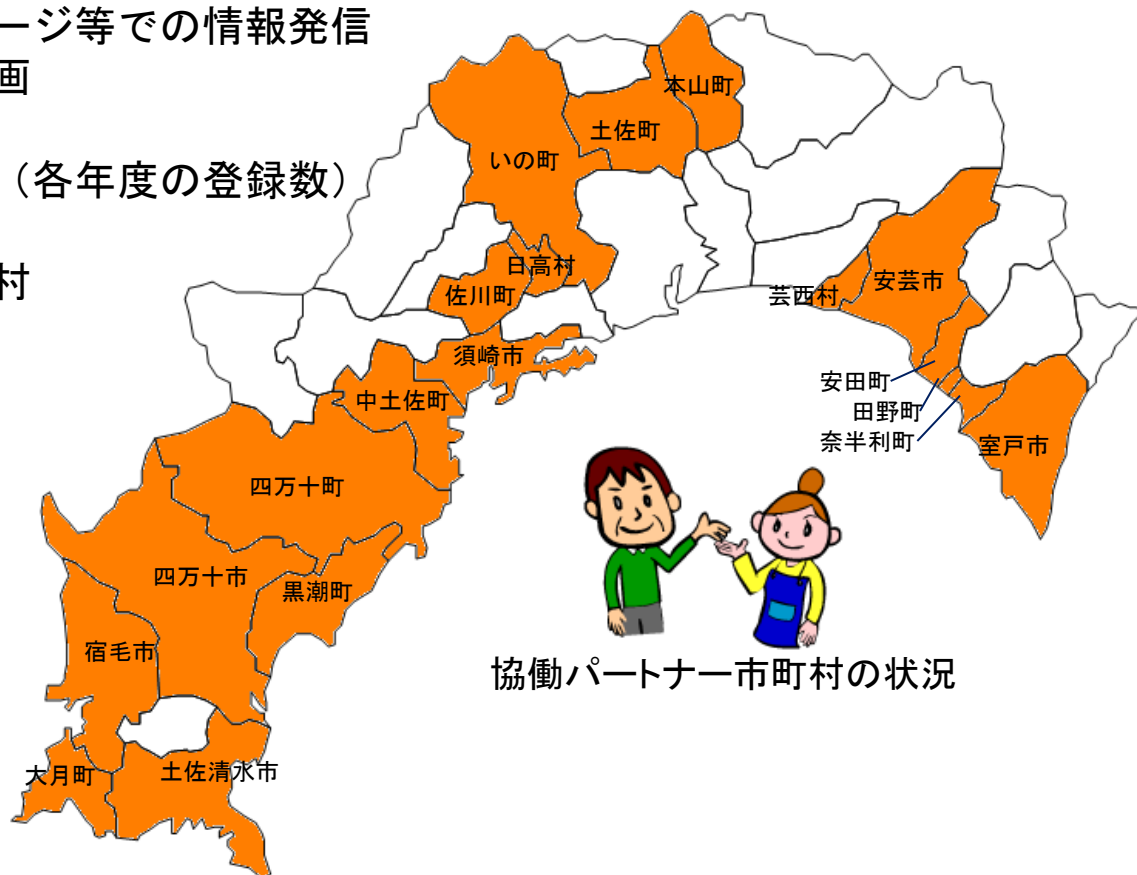 ージ等での情報発信
画
（各年度の登録数）
村
本山町
土佐町
いの町
日高村
佐川町
須崎市
中土佐町
四万十町
四万十市
黒潮町
宿毛市
大月町
土佐清水市
芸西村
安芸市
安田町
田野町
奈半利町
室戸市
協働パートナー市町村の状況